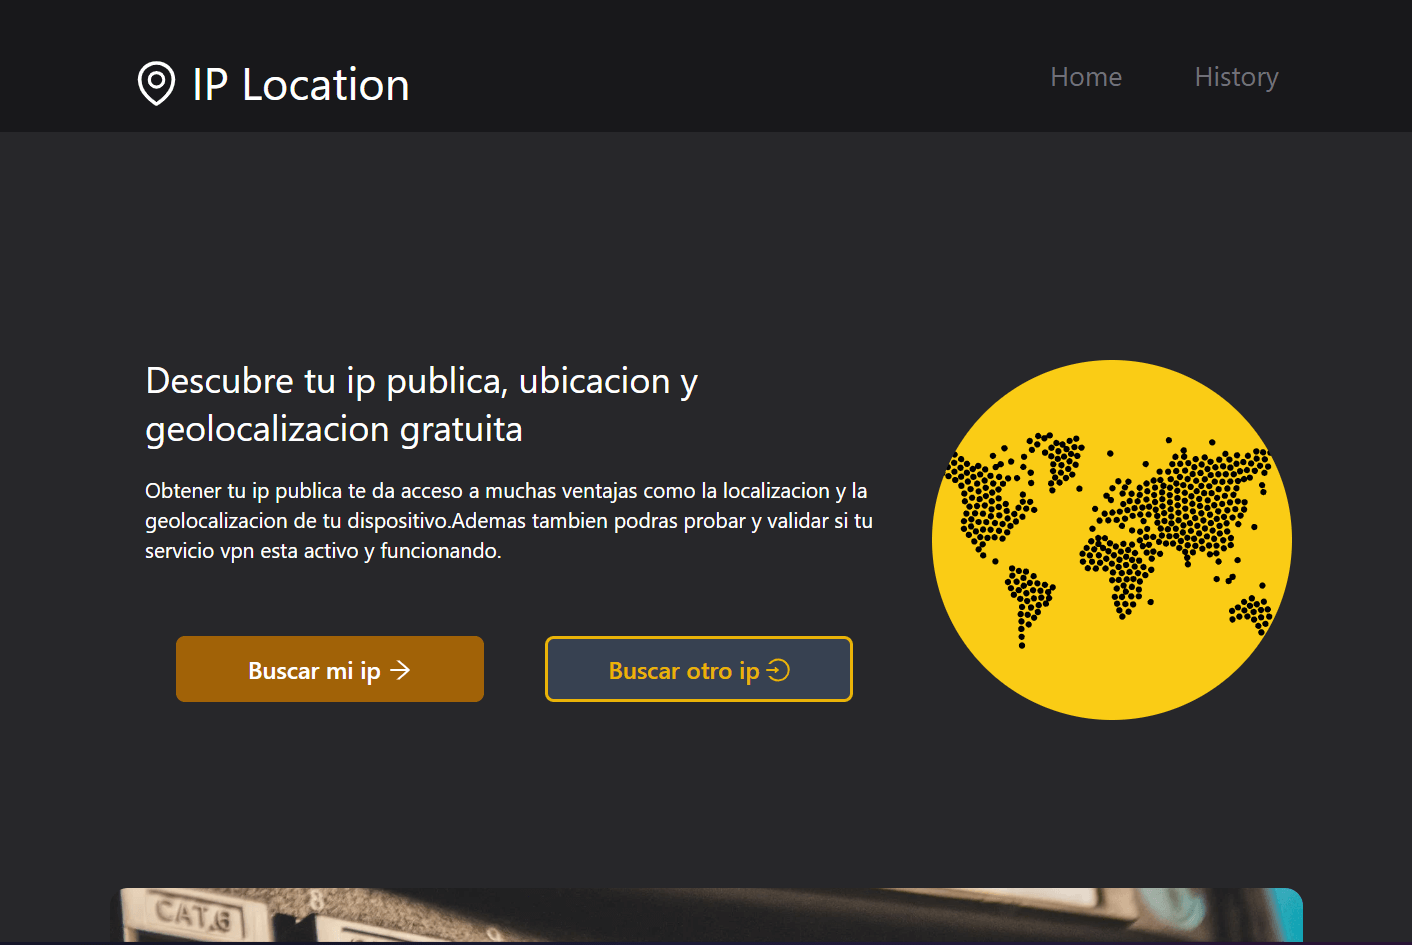 IP Location
Home
History
Descubre tu ip publica, ubicacion y
geolocalizacion gratuita
Obtener tu ip publica te da acceso a muchas ventajas como la localizacion y la
geolocalizacion de tu dispositivo.Ademas tambien podras probar y validar si tu
servicio vpn esta activo y funcionando.
Buscar mi ip
Buscar otro ip
CAT.6
8